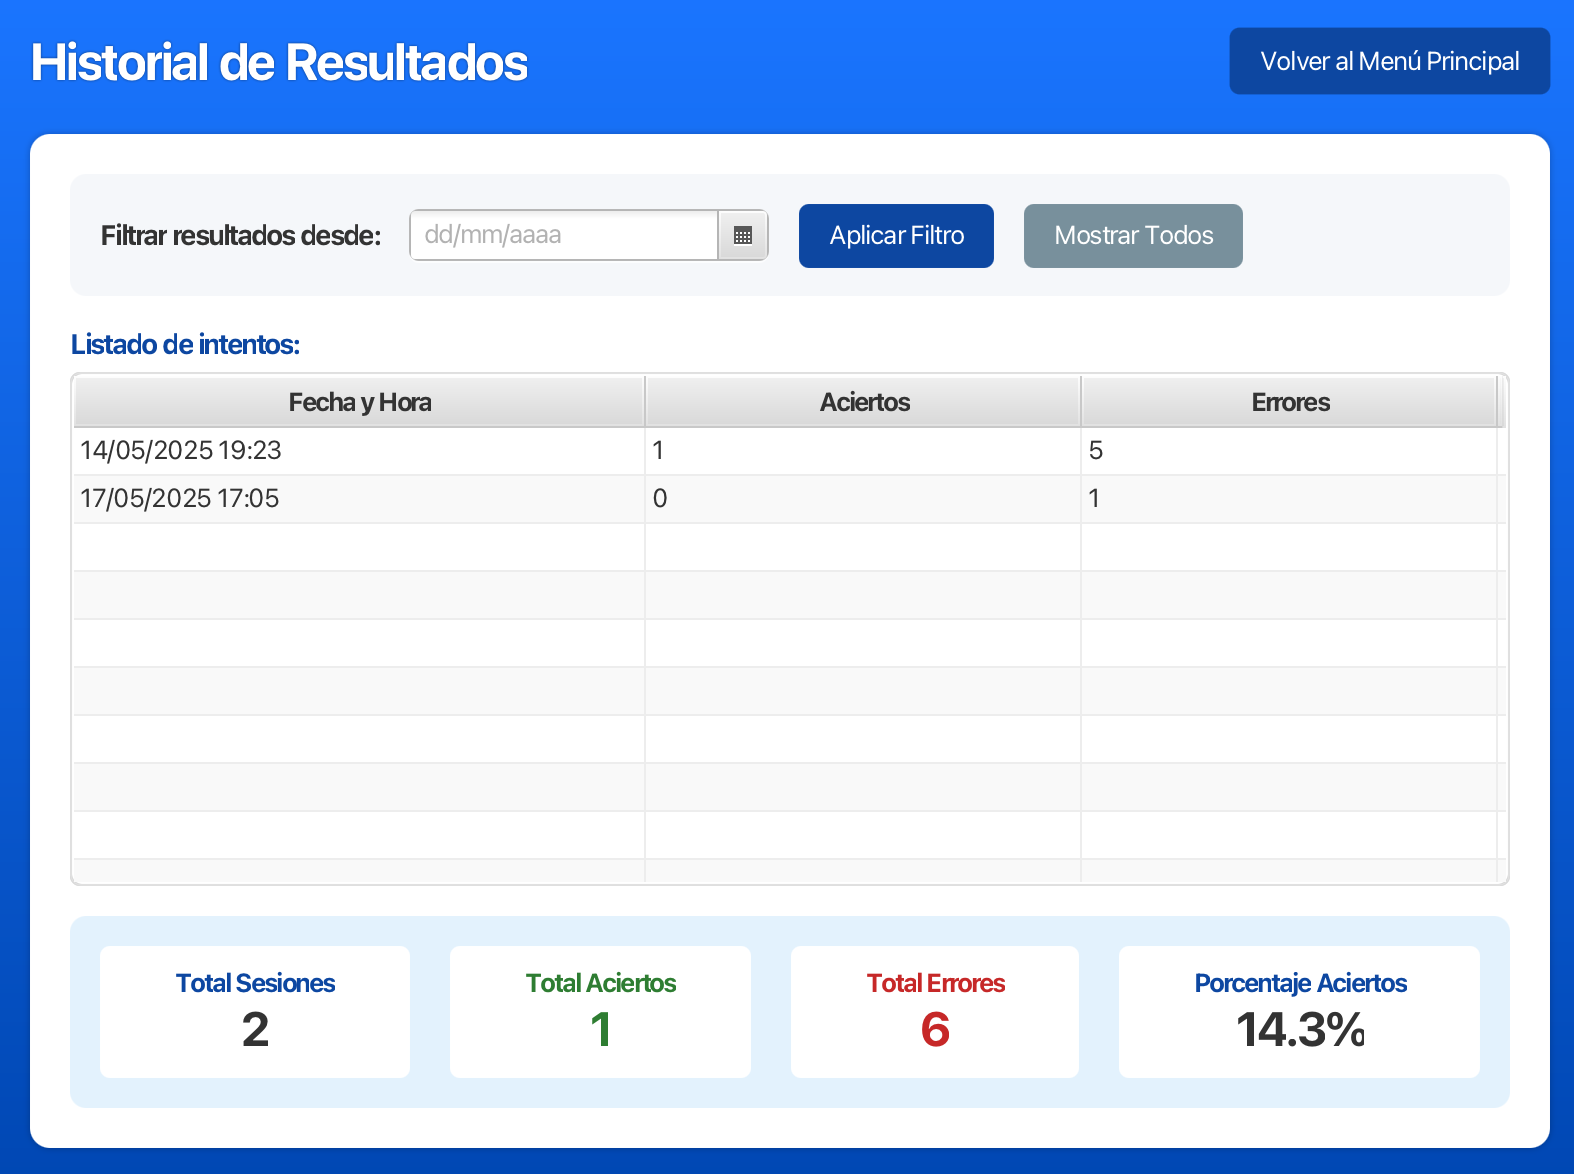 Historial de Resultados
Volver al Menú Principal
Filtrar resultados desde:
dd/mm/aaaa
Aplicar Filtro
Mostrar Todos
Listado de intentos:
Fecha y Hora Aciertos Errores
14/05/2025 19:23 1 5
17/05/2025 17:05 0 1
Total Sesiones
2
Total Aciertos
1
Total Errores
6
Porcentaje Aciertos
14.3%